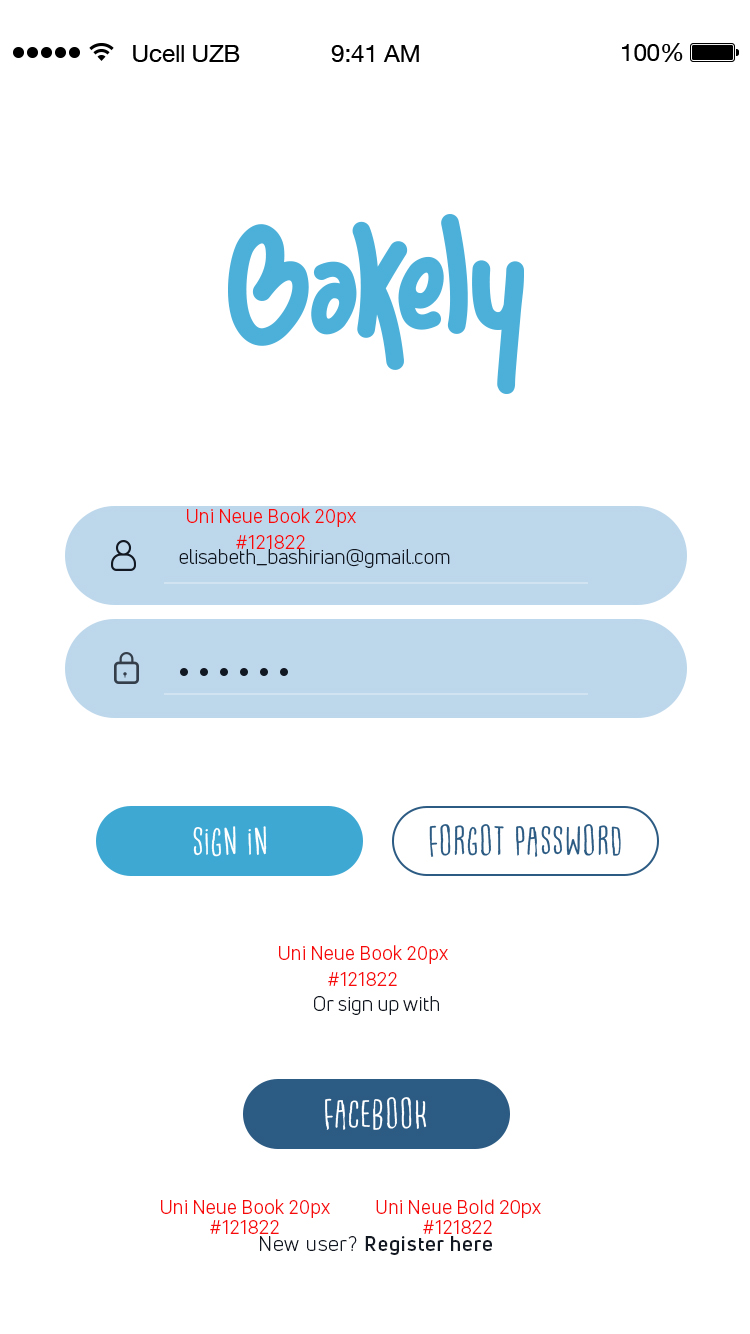 Ucell UZB 9:41 AM 100%
Bakely
Uni Neue Book 20px
#121822
elisabeth_bashirian@gmail.com
SiGN iN FORGOT PASSWORD
Uni Neue Book 20px
#121822
Or sign up with
FACEBOOK
Uni Neue Book 20px Uni Neue Bold 20px
#121822 #121822
New user? Register here